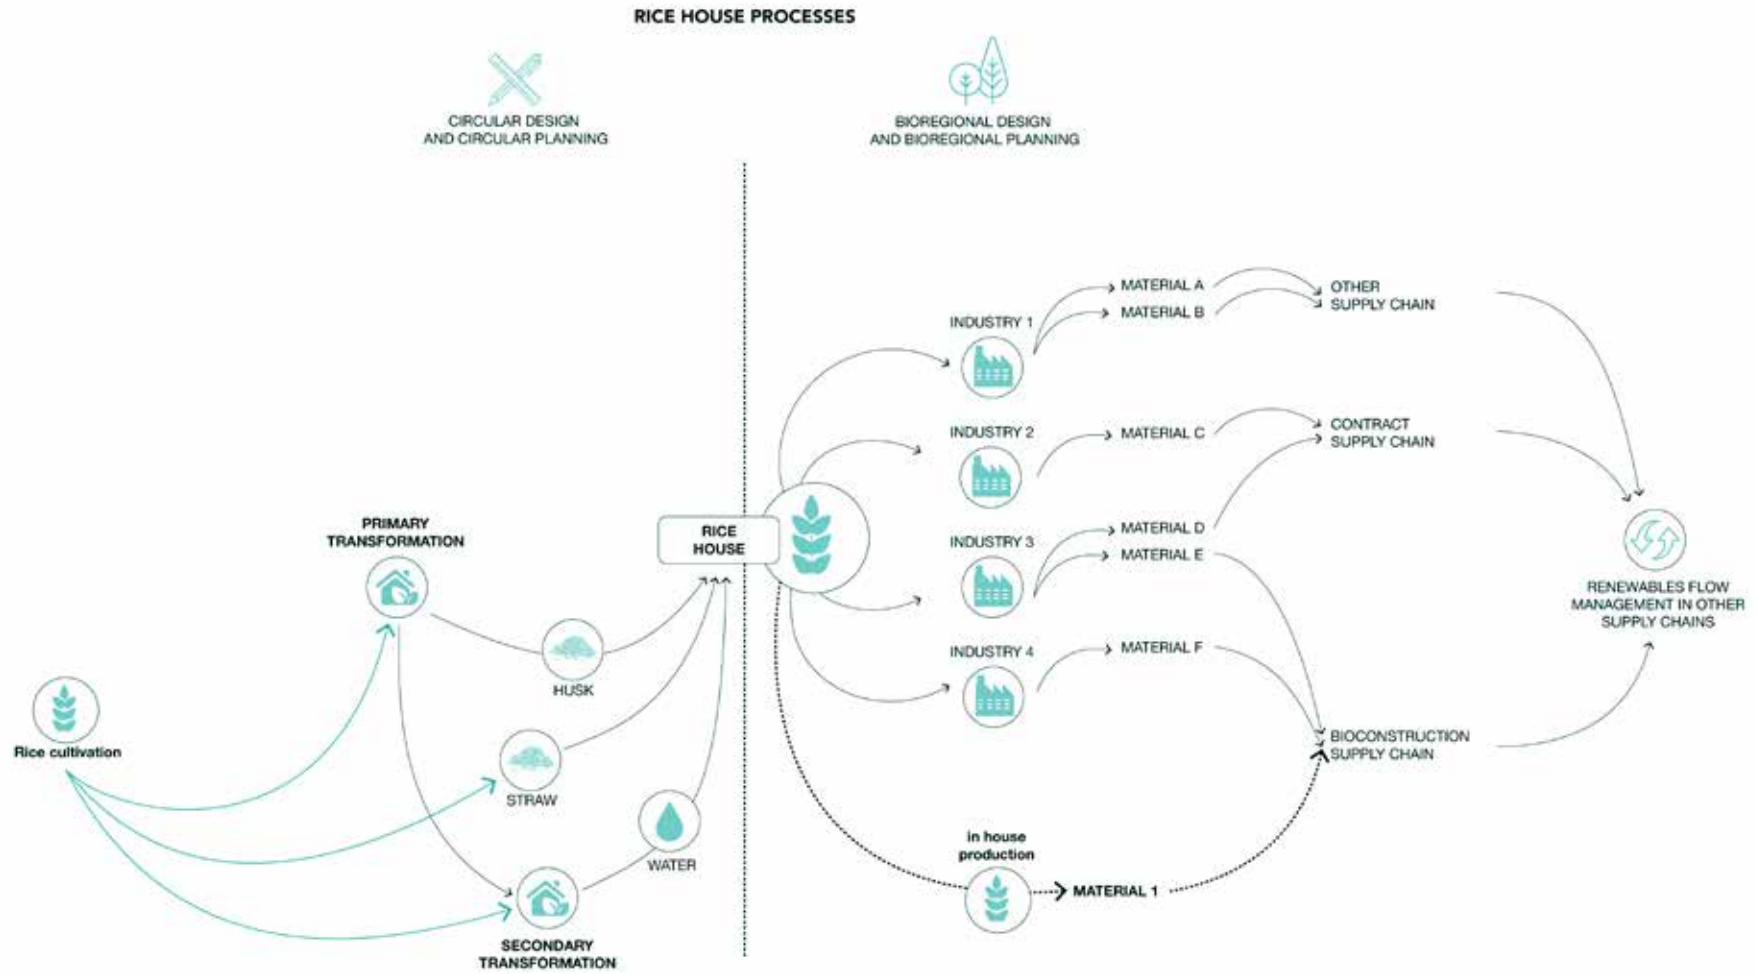 RICE HOUSE PROCESSES
CIRCULAR DESIGN
AND CIRCULAR PLANNING
BIOREGIONAL DESIGN
AND BIOREGIONAL PLANNING
Rice cultivation
PRIMARY
TRANSFORMATION
HUSK
STRAW
WATER
SECONDARY
TRANSFORMATION
RICE
HOUSE
INDUSTRY 1
MATERIAL A
MATERIAL B
OTHER
SUPPLY CHAIN
INDUSTRY 2
MATERIAL C
CONTRACT
SUPPLY CHAIN
INDUSTRY 3
MATERIAL D
MATERIAL E
INDUSTRY 4
MATERIAL F
BIOCONSTRUCTION
SUPPLY CHAIN
in house
production
MATERIAL 1
RENEWABLES FLOW
MANAGEMENT IN OTHER
SUPPLY CHAINS